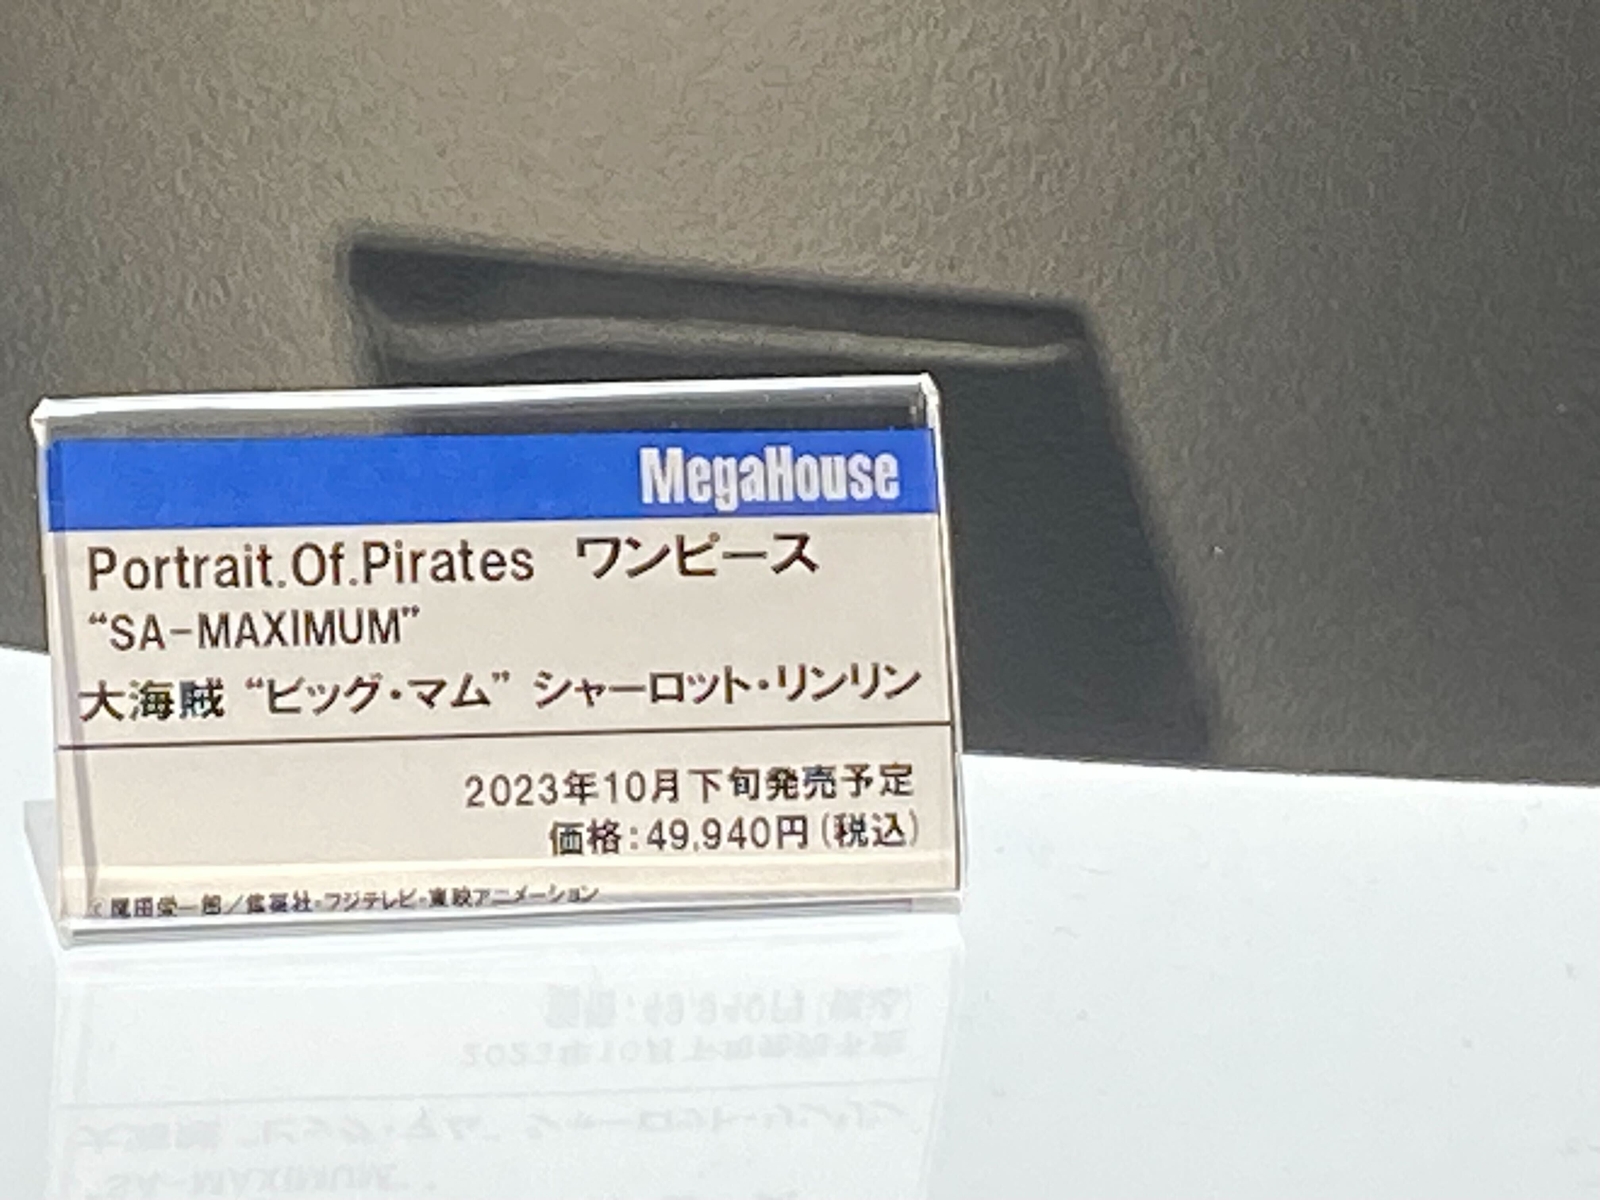 MegaHouse
Portrait.Of.Pirates ワンピース
“SA-MAXIMUM”
大海賊 “ビッグ・マム” シャーロット・リンリン
2023年10月下旬発売予定
価格:49,940円(税込)
©尾田栄一郎／集英社・フジテレビ・東映アニメーション